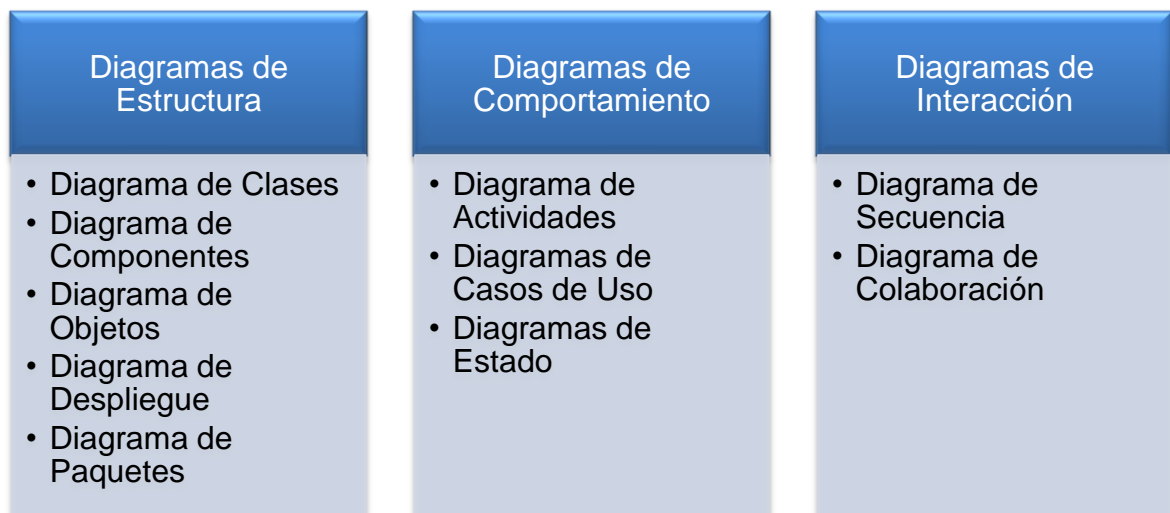 Diagramas de
Estructura
• Diagrama de Clases
• Diagrama de
Componentes
• Diagrama de
Objetos
• Diagrama de
Despliegue
• Diagrama de
Paquetes
Diagramas de
Comportamiento
• Diagrama de
Actividades
• Diagramas de
Casos de Uso
• Diagramas de
Estado
Diagramas de
Interacción
• Diagrama de
Secuencia
• Diagrama de
Colaboración